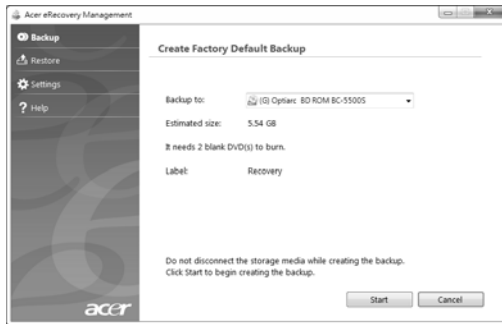 Acer eRecovery Management
Backup
Restore
Settings
Help
Create Factory Default Backup
Backup to: (G) Optiarc BD ROM BC-5500S
Estimated size: 5.54 GB
It needs 2 blank DVD(s) to burn.
Label: Recovery
Do not disconnect the storage media while creating the backup.
Click Start to begin creating the backup.
Start Cancel
acer